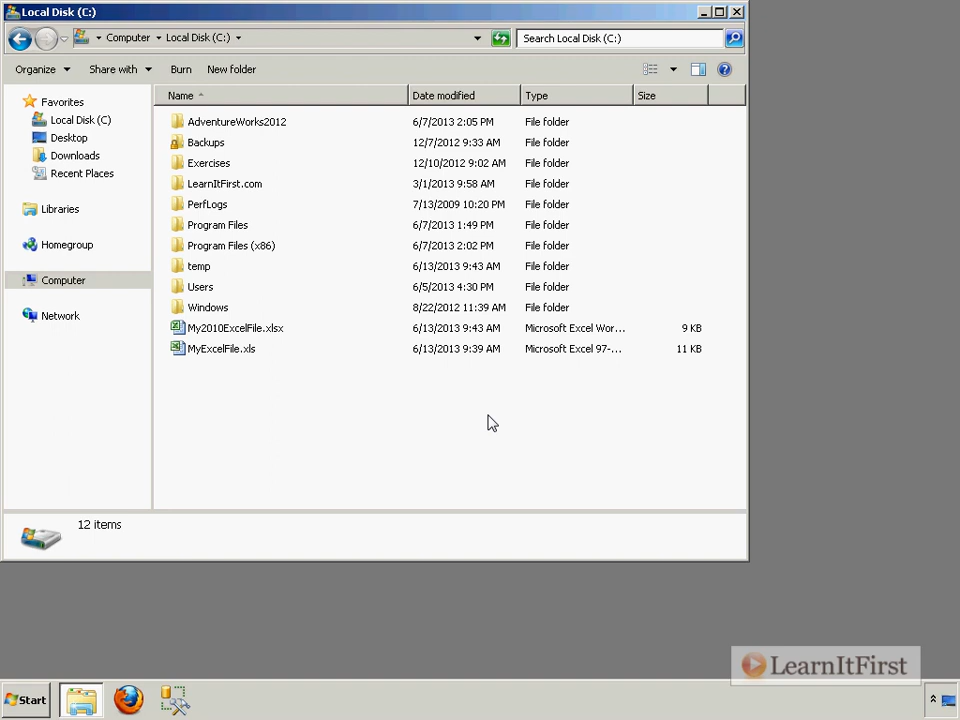 Local Disk (C:)
Computer Local Disk (C:)
Search Local Disk (C:)
Organize Share with Burn New folder
Name Date modified Type Size
Favorites
Local Disk (C)
Desktop
Downloads
Recent Places
Libraries
Homegroup
Computer
Network
AdventureWorks2012 6/7/2013 2:05 PM File folder
Backups 12/7/2012 9:33 AM File folder
Exercises 12/10/2012 9:02 AM File folder
LearnItFirst.com 3/1/2013 9:58 AM File folder
PerfLogs 7/13/2009 10:20 PM File folder
Program Files 6/7/2013 1:49 PM File folder
Program Files (x86) 6/7/2013 2:02 PM File folder
temp 6/13/2013 9:43 AM File folder
Users 6/5/2013 4:30 PM File folder
Windows 8/22/2012 11:39 AM File folder
My2010ExcelFile.xlsx 6/13/2013 9:43 AM Microsoft Excel Wor... 9 KB
MyExcelFile.xls 6/13/2013 9:39 AM Microsoft Excel 97-... 11 KB
12 items
LearnItFirst
Start